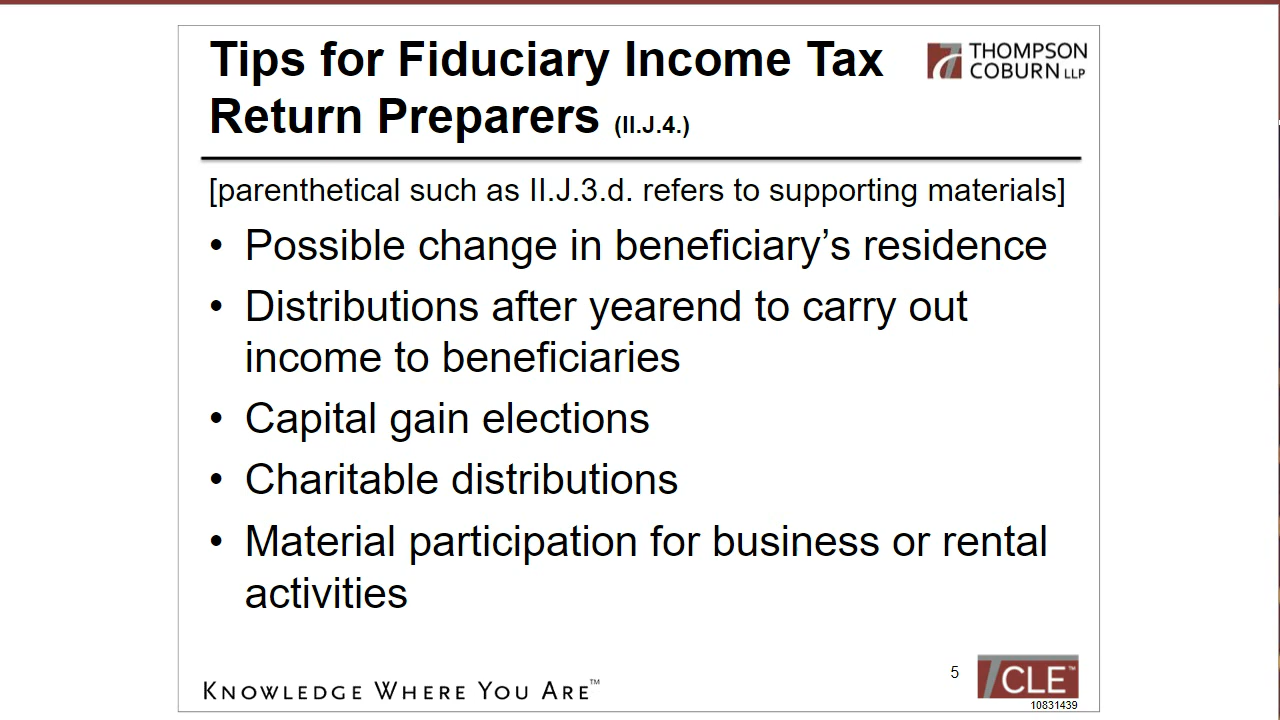 Tips for Fiduciary Income Tax
Return Preparers (II.J.4.)
THOMPSON
COBURN LLP
[parenthetical such as II.J.3.d. refers to supporting materials]
• Possible change in beneficiary’s residence
• Distributions after yearend to carry out
income to beneficiaries
• Capital gain elections
• Charitable distributions
• Material participation for business or rental
activities
KNOWLEDGE WHERE YOU ARE™
5
TCLE™
10831439